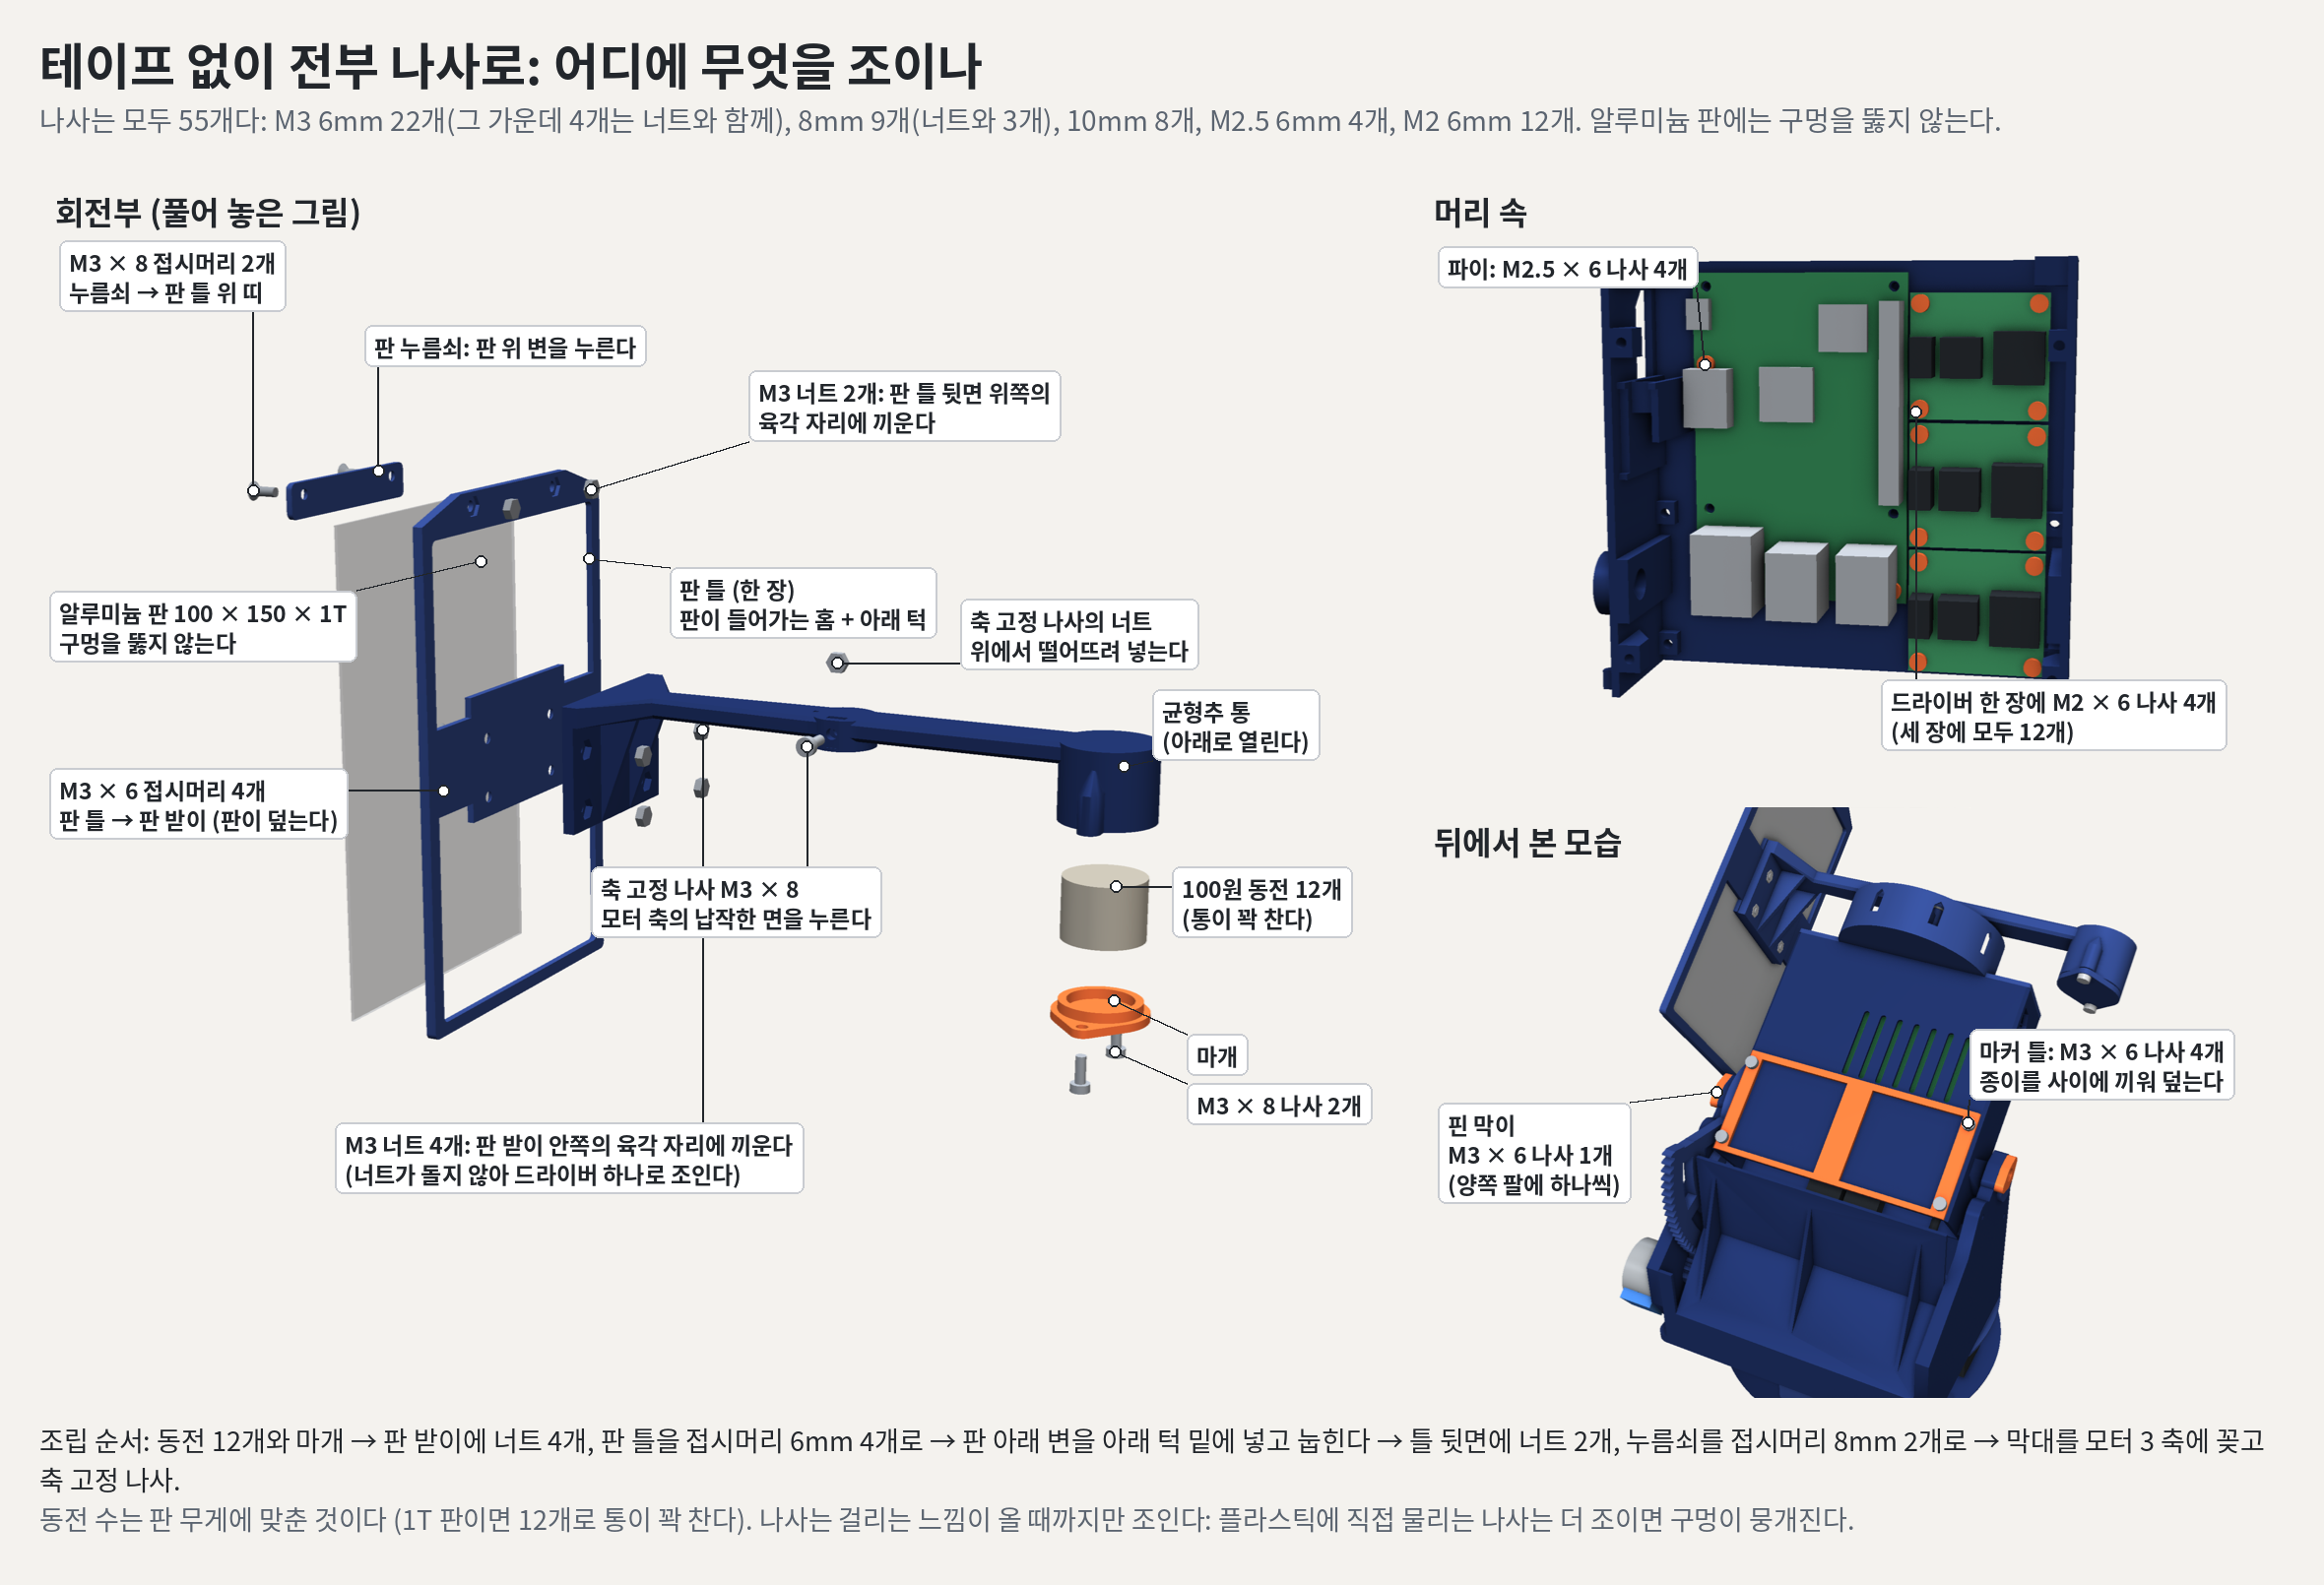 테이프 없이 전부 나사로: 어디에 무엇을 조이나
나사는 모두 55개다: M3 6mm 22개(그 가운데 4개는 너트와 함께), 8mm 9개(너트와 3개), 10mm 8개, M2.5 6mm 4개, M2 6mm 12개. 알루미늄 판에는 구멍을 뚫지 않는다.
회전부 (풀어 놓은 그림)
M3 × 8 접시머리 2개
누름쇠 → 판 틀 위 띠
판 누름쇠: 판 위 변을 누른다
M3 너트 2개: 판 틀 뒷면 위쪽의
육각 자리에 끼운다
알루미늄 판 100 × 150 × 1T
구멍을 뚫지 않는다
판 틀 (한 장)
판이 들어가는 홈 + 아래 턱
축 고정 나사의 너트
위에서 떨어뜨려 넣는다
균형추 통
(아래로 열린다)
M3 × 6 접시머리 4개
판 틀 → 판 받이 (판이 덮는다)
축 고정 나사 M3 × 8
모터 축의 납작한 면을 누른다
100원 동전 12개
(통이 꽉 찬다)
마개
M3 × 8 나사 2개
M3 너트 4개: 판 받이 안쪽의 육각 자리에 끼운다
(너트가 돌지 않아 드라이버 하나로 조인다)
머리 속
파이: M2.5 × 6 나사 4개
드라이버 한 장에 M2 × 6 나사 4개
(세 장에 모두 12개)
뒤에서 본 모습
마커 틀: M3 × 6 나사 4개
종이를 사이에 끼워 덮는다
핀 막이
M3 × 6 나사 1개
(양쪽 팔에 하나씩)
조립 순서: 동전 12개와 마개 → 판 받이에 너트 4개, 판 틀을 접시머리 6mm 4개로 → 판 아래 변을 아래 턱 밑에 넣고 눕힌다 → 틀 뒷면에 너트 2개, 누름쇠를 접시머리 8mm 2개로 → 막대를 모터 3 축에 꽂고
축 고정 나사.
동전 수는 판 무게에 맞춘 것이다 (1T 판이면 12개로 통이 꽉 찬다). 나사는 걸리는 느낌이 올 때까지만 조인다: 플라스틱에 직접 물리는 나사는 더 조이면 구멍이 뭉개진다.